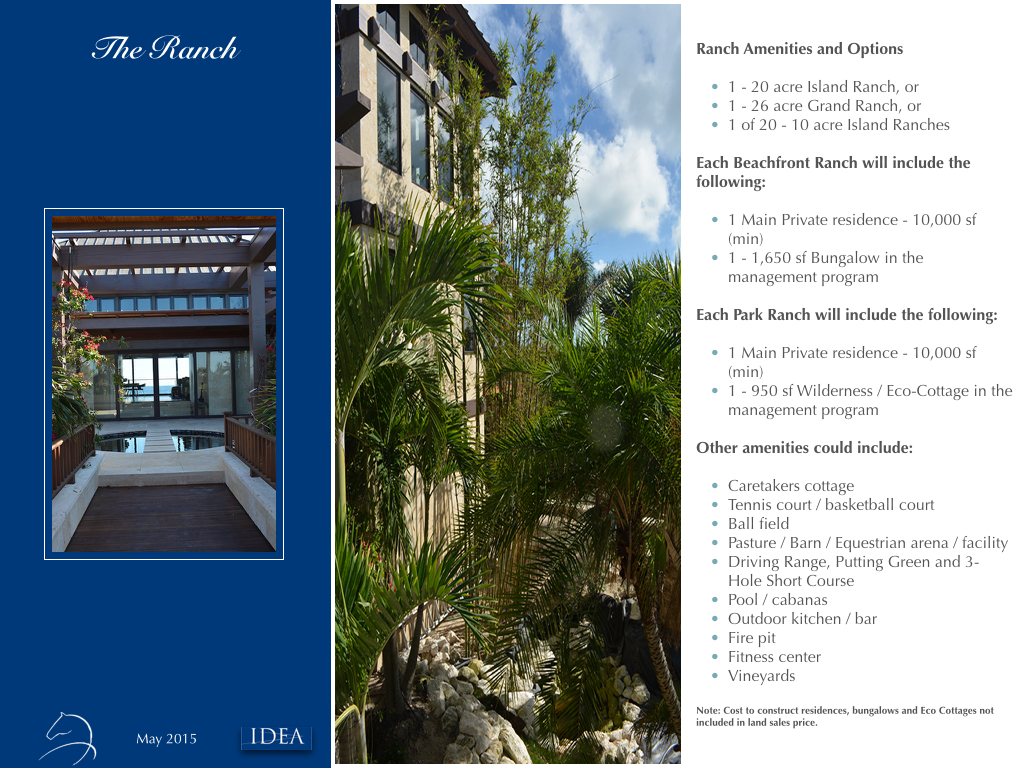 The Ranch
May 2015
IDEA
Ranch Amenities and Options
• 1 - 20 acre Island Ranch, or
• 1 - 26 acre Grand Ranch, or
• 1 of 20 - 10 acre Island Ranches
Each Beachfront Ranch will include the
following:
• 1 Main Private residence - 10,000 sf
(min)
• 1 - 1,650 sf Bungalow in the
management program
Each Park Ranch will include the following:
• 1 Main Private residence - 10,000 sf
(min)
• 1 - 950 sf Wilderness / Eco-Cottage in the
management program
Other amenities could include:
• Caretakers cottage
• Tennis court / basketball court
• Ball field
• Pasture / Barn / Equestrian arena / facility
• Driving Range, Putting Green and 3-
Hole Short Course
• Pool / cabanas
• Outdoor kitchen / bar
• Fire pit
• Fitness center
• Vineyards
Note: Cost to construct residences, bungalows and Eco Cottages not
included in land sales price.